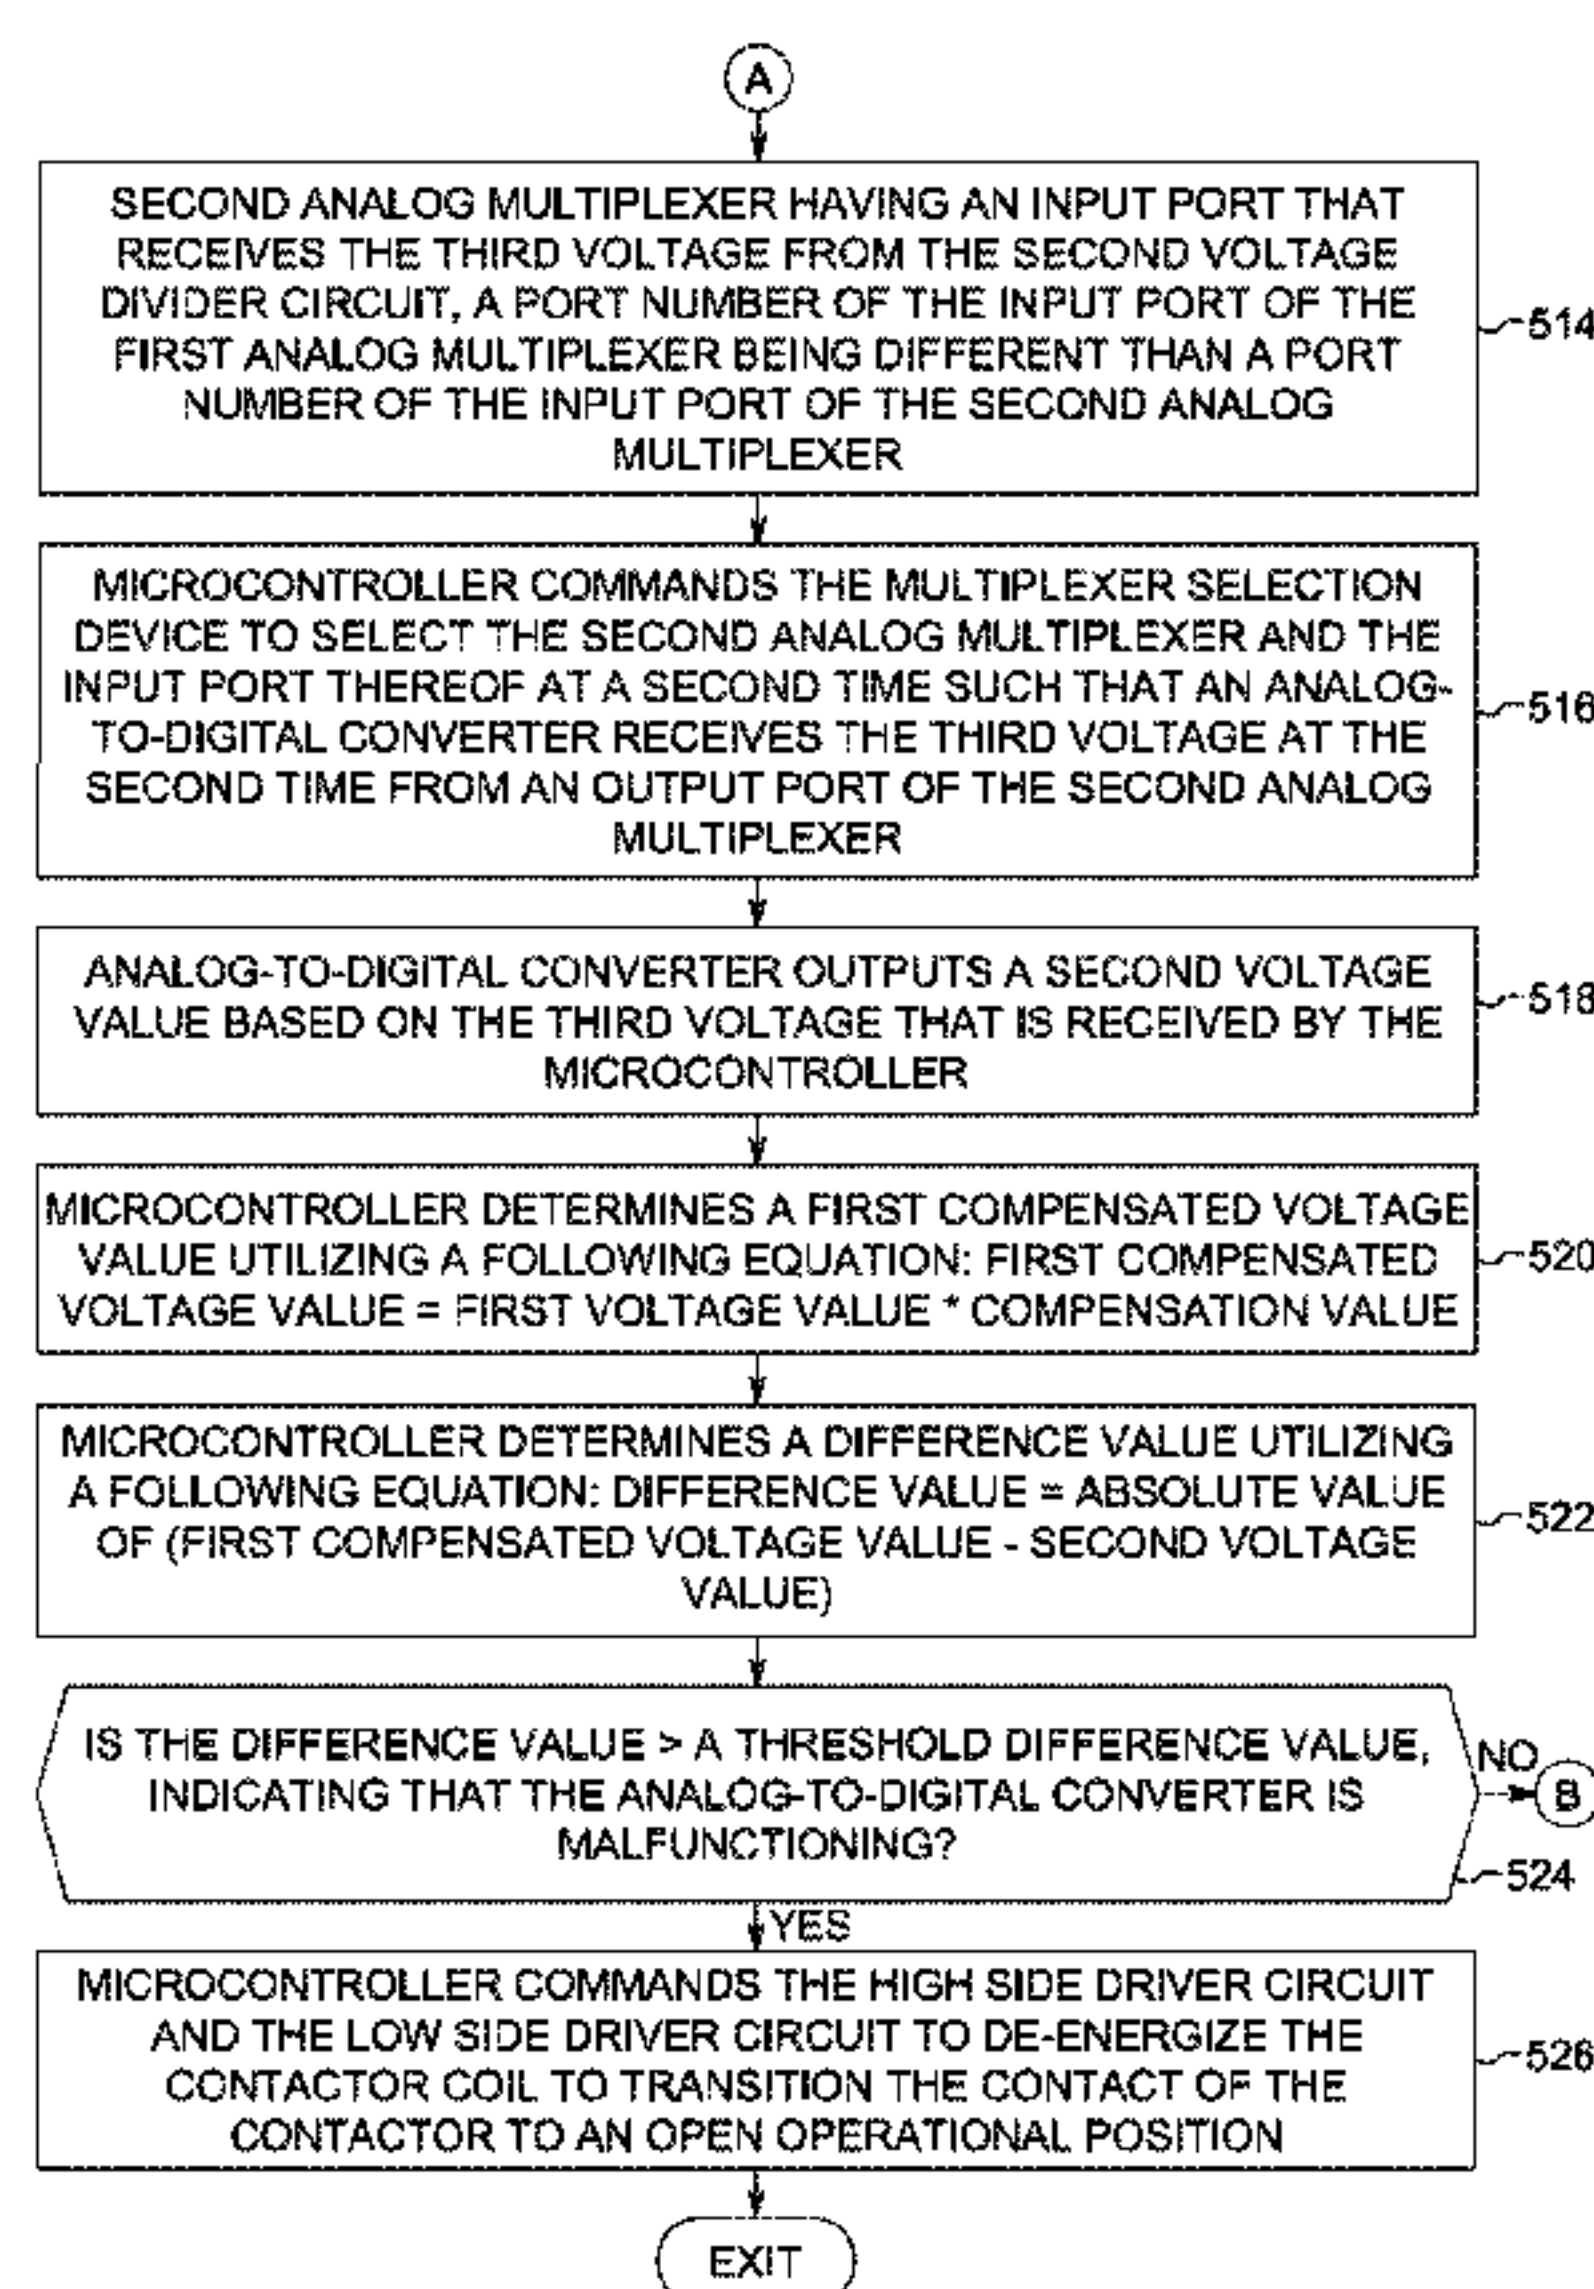 A
SECOND ANALOG MULTIPLEXER HAVING AN INPUT PORT THAT
RECEIVES THE THIRD VOLTAGE FROM THE SECOND VOLTAGE
DIVIDER CIRCUIT, A PORT NUMBER OF THE INPUT PORT OF THE
FIRST ANALOG MULTIPLEXER BEING DIFFERENT THAN A PORT
NUMBER OF THE INPUT PORT OF THE SECOND ANALOG
MULTIPLEXER
514
MICROCONTROLLER COMMANDS THE MULTIPLEXER SELECTION
DEVICE TO SELECT THE SECOND ANALOG MULTIPLEXER AND THE
INPUT PORT THEREOF AT A SECOND TIME SUCH THAT AN ANALOG-
TO-DIGITAL CONVERTER RECEIVES THE THIRD VOLTAGE AT THE
SECOND TIME FROM AN OUTPUT PORT OF THE SECOND ANALOG
MULTIPLEXER
516
ANALOG-TO-DIGITAL CONVERTER OUTPUTS A SECOND VOLTAGE
VALUE BASED ON THE THIRD VOLTAGE THAT IS RECEIVED BY THE
MICROCONTROLLER
518
MICROCONTROLLER DETERMINES A FIRST COMPENSATED VOLTAGE
VALUE UTILIZING A FOLLOWING EQUATION: FIRST COMPENSATED
VOLTAGE VALUE = FIRST VOLTAGE VALUE * COMPENSATION VALUE
520
MICROCONTROLLER DETERMINES A DIFFERENCE VALUE UTILIZING
A FOLLOWING EQUATION: DIFFERENCE VALUE = ABSOLUTE VALUE
OF (FIRST COMPENSATED VOLTAGE VALUE - SECOND VOLTAGE
VALUE)
522
IS THE DIFFERENCE VALUE > A THRESHOLD DIFFERENCE VALUE,
INDICATING THAT THE ANALOG-TO-DIGITAL CONVERTER IS
MALFUNCTIONING?
NO
B
524
YES
MICROCONTROLLER COMMANDS THE HIGH SIDE DRIVER CIRCUIT
AND THE LOW SIDE DRIVER CIRCUIT TO DE-ENERGIZE THE
CONTACTOR COIL TO TRANSITION THE CONTACT OF THE
CONTACTOR TO AN OPEN OPERATIONAL POSITION
526
EXIT